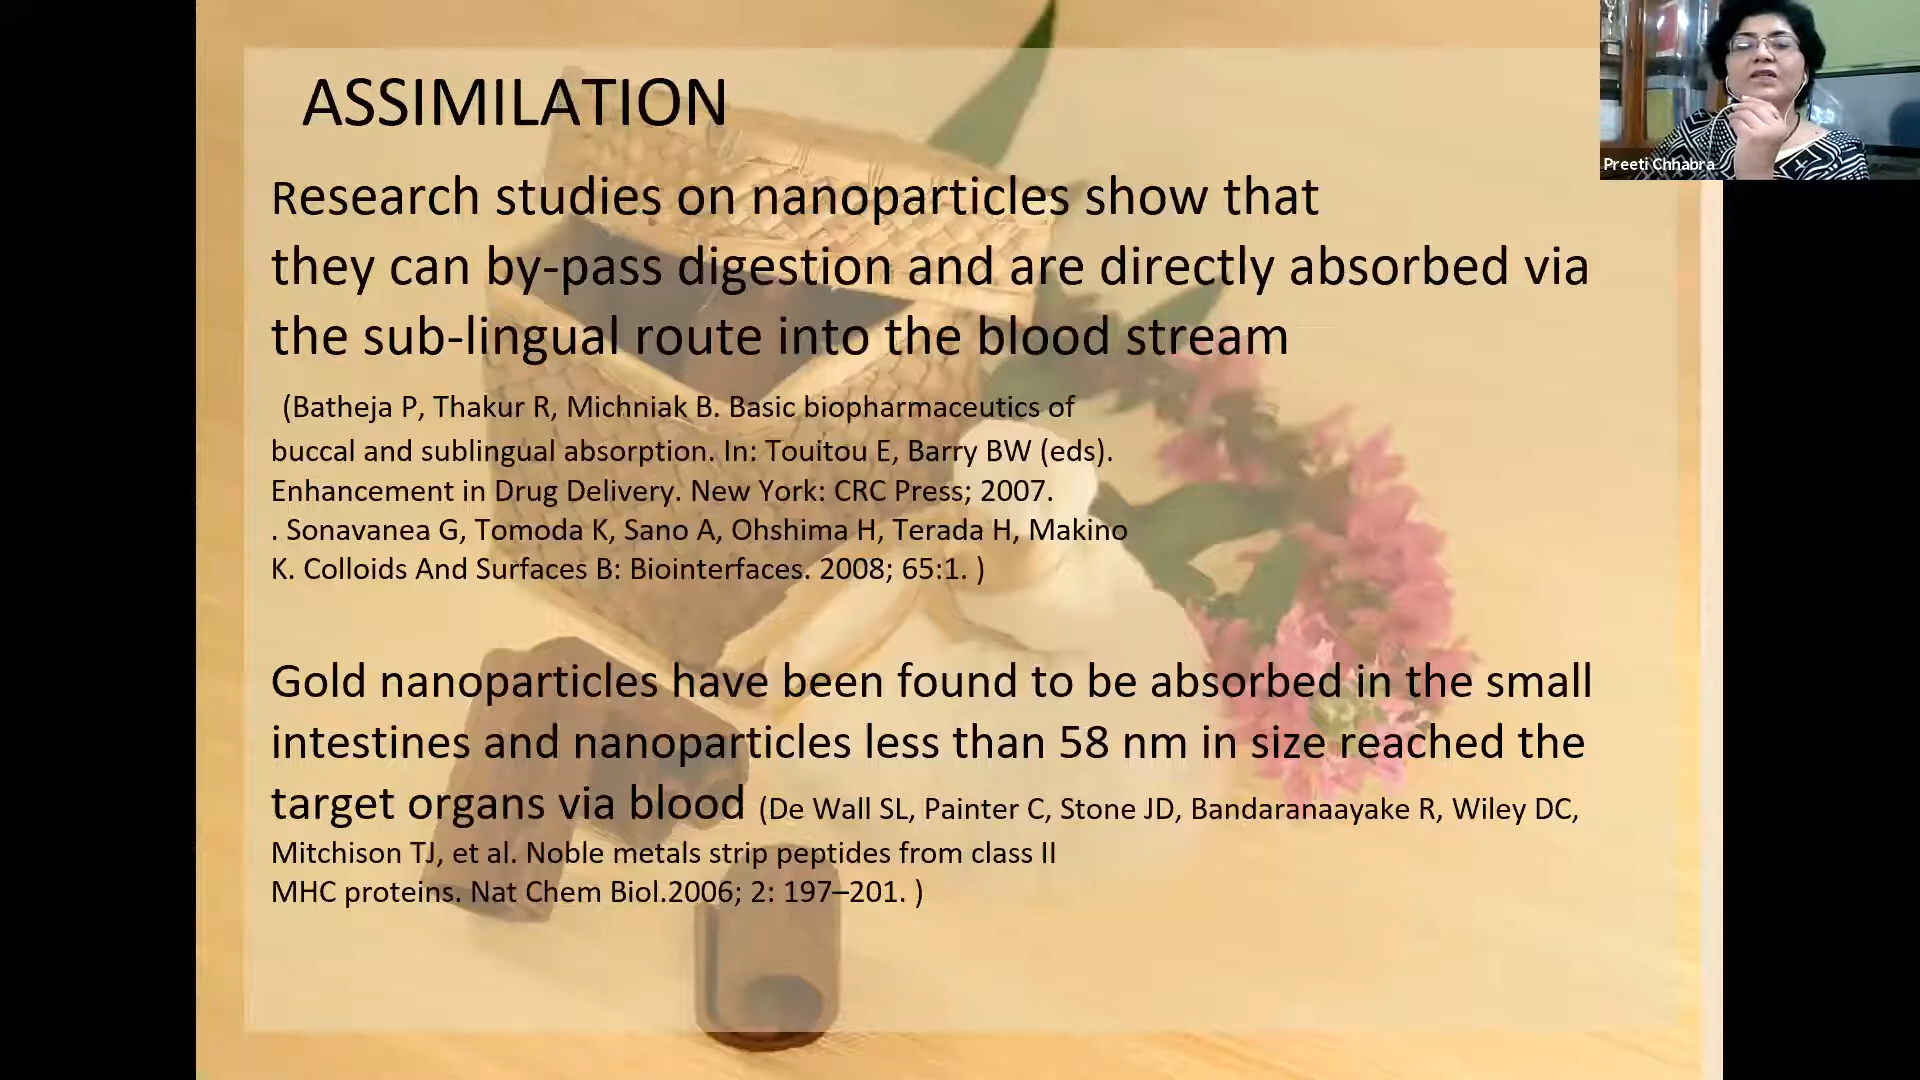 ASSIMILATION
Research studies on nanoparticles show that
they can by-pass digestion and are directly absorbed via
the sub-lingual route into the blood stream
(Batheja P, Thakur R, Michniak B. Basic biopharmaceutics of
buccal and sublingual absorption. In: Touitou E, Barry BW (eds).
Enhancement in Drug Delivery. New York: CRC Press; 2007.
. Sonavanea G, Tomoda K, Sano A, Ohshima H, Terada H, Makino
K. Colloids And Surfaces B: Biointerfaces. 2008; 65:1. )
Gold nanoparticles have been found to be absorbed in the small
intestines and nanoparticles less than 58 nm in size reached the
target organs via blood (De Wall SL, Painter C, Stone JD, Bandaranaayake R, Wiley DC,
Mitchison TJ, et al. Noble metals strip peptides from class II
MHC proteins. Nat Chem Biol.2006; 2: 197–201. )
Preeti Chhabra